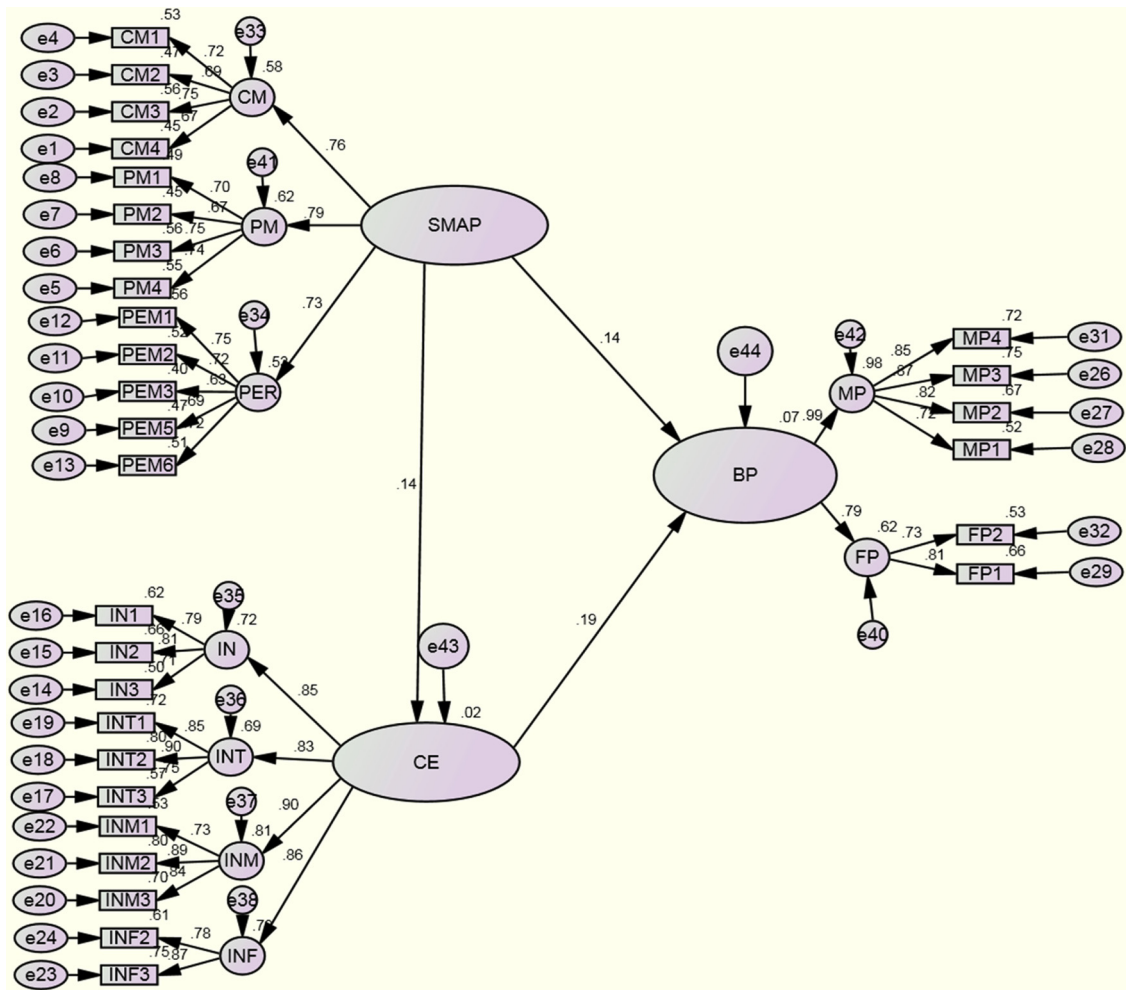 .53
e4 CM1 .72 e33
.47 .69 .58
e3 CM2 CM
.56 .75
e2 CM3 .67
.45
e1 CM4 .76
.49 e41
e8 PM1 .70 .62
.45 .67
e7 PM2 PM .79 SMAP
.56 .75
e6 PM3 .74
.55
e5 PM4
.56
e12 PEM1 .75 e34 .73
.52 .72 .53
e11 PEM2
.40 .63
e10 PEM3 PER
.47 .69
e9 PEM5 .72
.51
e13 PEM6
.14
.14
e44 e42 .72
.85 MP4 e31
.98 .87 .75
MP3 e26
MP .82 .67
MP2 e27
.07 .99 .72 .52
MP1 e28
BP
.79 .53
.62 .73 FP2 e32
FP .81 .66
FP1 e29
e40
.62 e35
e16 IN1 .79 .72
.66 .81
e15 IN2 IN
.50 .71
e14 IN3 .85
.72 e36
e19 INT1 .85 .69
.80 .90
e18 INT2 INT .83
.57 .75
e17 INT3
.53 e37
e22 INM1 .73 .81 .90
.80 .89
e21 INM2 INM
.70 .84
e20 INM3 .86
.61 e38
e24 INF2 .78
.75 .87 INF
e23 INF3
e43 .19
.02
CE